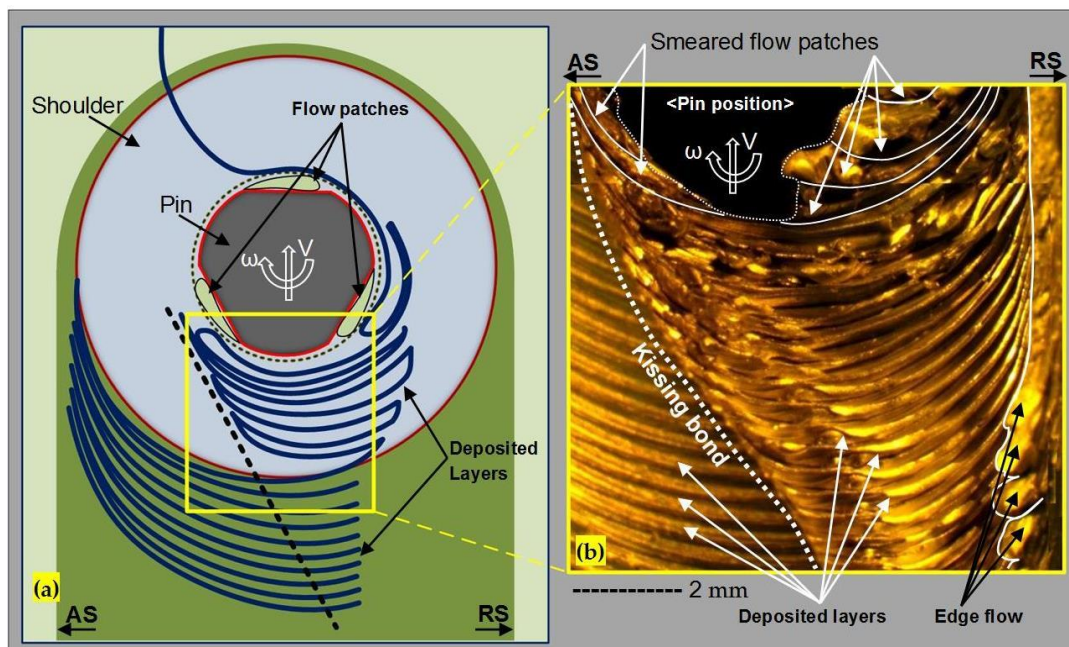 Shoulder
Flow patches
Pin
ω
V
Deposited
Layers
(a)
AS
RS
Smeared flow patches
AS
RS
<Pin position>
ω
V
Kissing bond
(b)
2 mm
Deposited layers
Edge flow